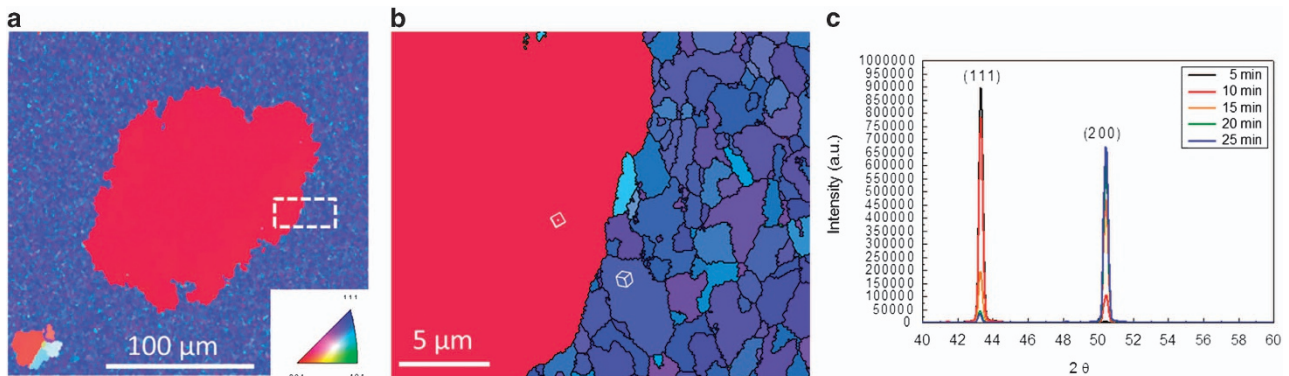 a
b
c
100 μm
111
5 μm
(111)
(200)
5 min
10 min
15 min
20 min
25 min
Intensity (a.u.)
1000000
950000
900000
850000
800000
750000
700000
650000
600000
550000
500000
450000
400000
350000
300000
250000
200000
150000
100000
50000
0
40 42 44 46 48 50 52 54 56 58 60
2 θ